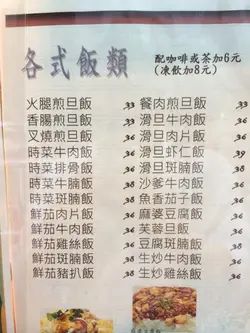 各式飯類
配咖啡或茶加6元
(凍飲加8元)
火腿煎旦飯 33
香腸煎旦飯 33
叉燒煎旦飯 36
時菜牛肉飯 36
時菜排骨飯 36
時菜牛腩飯 36
時菜斑腩飯 38
鮮茄肉片飯 36
鮮茄牛肉飯 36
鮮茄雞絲飯 36
鮮茄斑腩飯 38
鮮茄豬扒飯 36
餐肉煎旦飯 33
滑旦牛肉飯 36
滑旦肉片飯 36
滑旦虾仁飯 39
滑旦斑腩飯 38
沙爹牛肉飯 36
魚香茄子飯 36
麻婆豆腐飯 36
芙蓉旦飯 36
豆腐斑腩飯 38
生炒牛肉飯 36
生炒雞絲飯 36